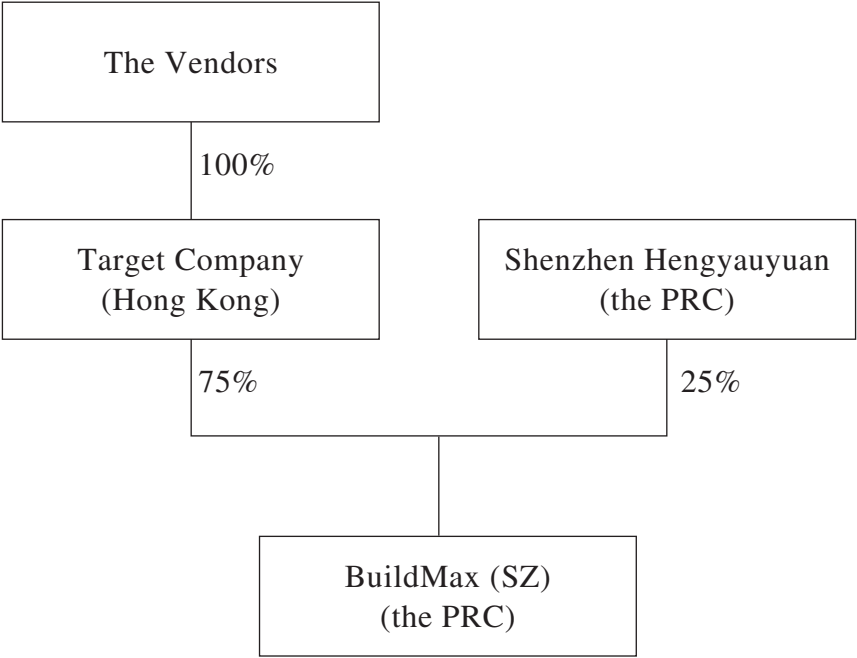 The Vendors
100%
Target Company
(Hong Kong)
Shenzhen Hengyauyuan
(the PRC)
75%
25%
BuildMax (SZ)
(the PRC)